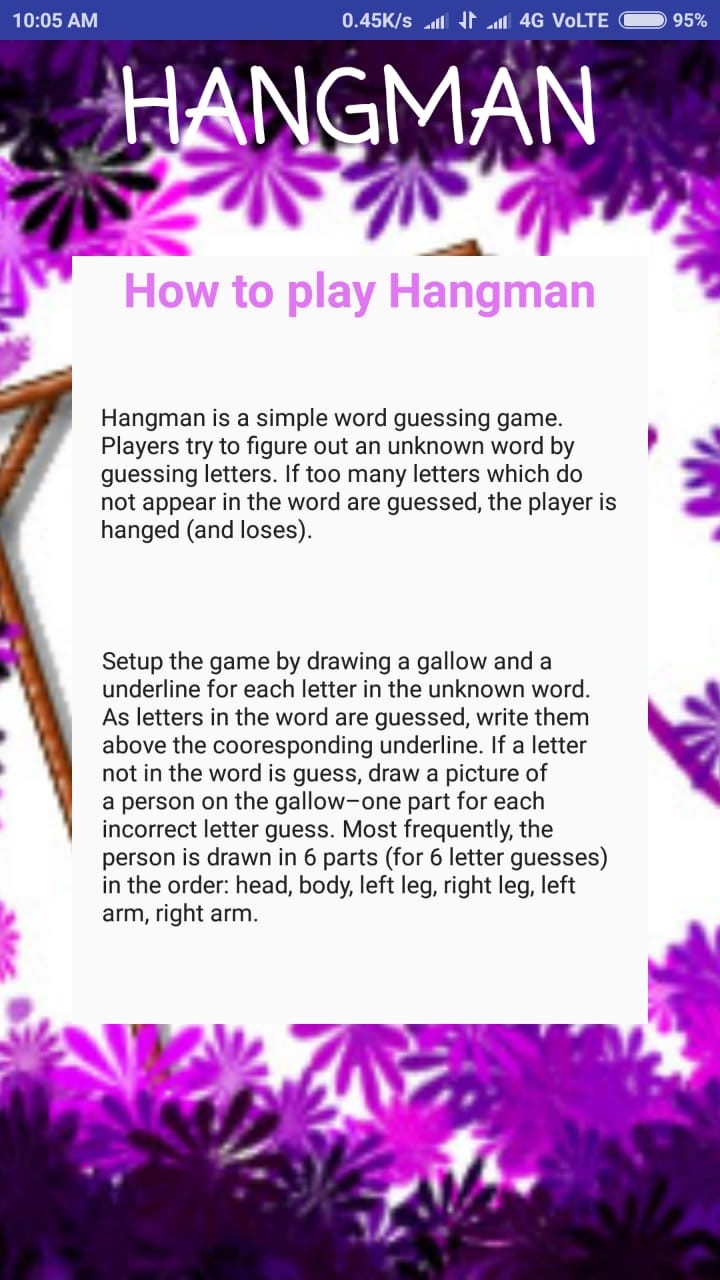 10:05 AM 0.45K/s 4G VoLTE 95%
HANGMAN
How to play Hangman
Hangman is a simple word guessing game.
Players try to figure out an unknown word by
guessing letters. If too many letters which do
not appear in the word are guessed, the player is
hanged (and loses).
Setup the game by drawing a gallow and a
underline for each letter in the unknown word.
As letters in the word are guessed, write them
above the cooresponding underline. If a letter
not in the word is guess, draw a picture of
a person on the gallow–one part for each
incorrect letter guess. Most frequently, the
person is drawn in 6 parts (for 6 letter guesses)
in the order: head, body, left leg, right leg, left
arm, right arm.